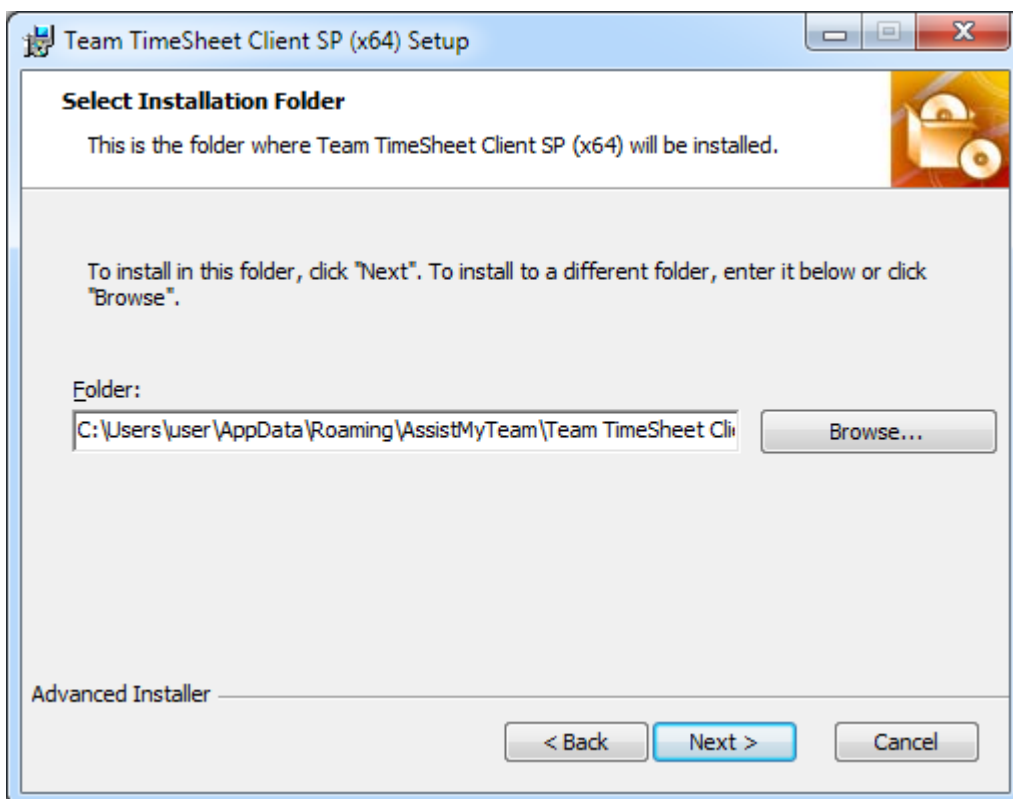 Team TimeSheet Client SP (x64) Setup
Select Installation Folder
This is the folder where Team TimeSheet Client SP (x64) will be installed.
To install in this folder, click "Next". To install to a different folder, enter it below or click
"Browse".
Folder:
C:\Users\user\AppData\Roaming\AssistMyTeam\Team TimeSheet Cli
Browse...
Advanced Installer
< Back
Next >
Cancel